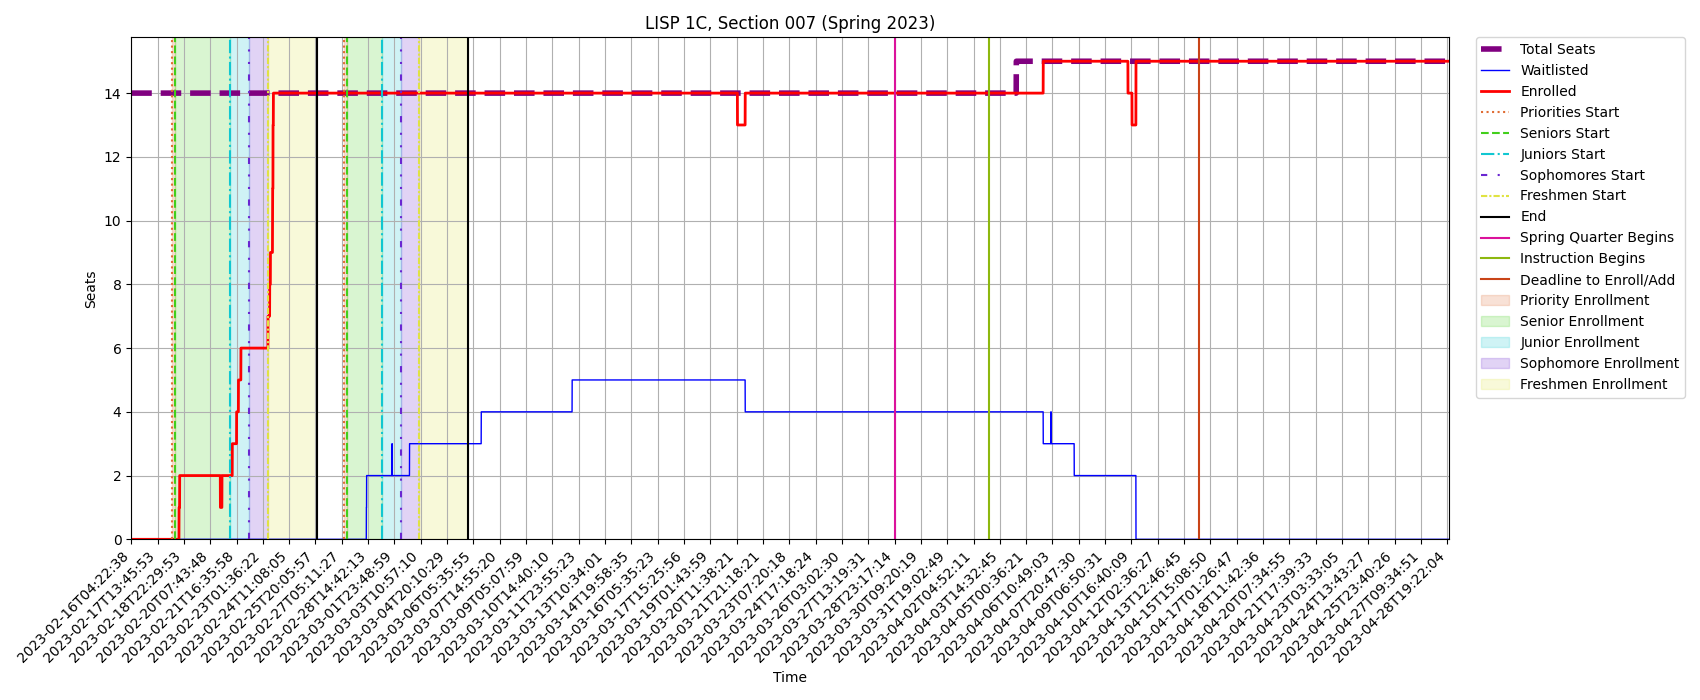 LISP 1C, Section 007 (Spring 2023)
Seats
14
12
10
8
6
4
2
0
2023-02-16T04:22:38
2023-02-17T13:45:53
2023-02-18T22:29:53
2023-02-20T07:43:48
2023-02-21T16:35:58
2023-02-23T01:36:22
2023-02-24T11:08:05
2023-02-25T20:05:57
2023-02-27T05:11:27
2023-02-28T14:42:13
2023-03-01T23:48:59
2023-03-03T10:57:10
2023-03-04T20:10:29
2023-03-06T05:35:55
2023-03-07T14:55:20
2023-03-09T05:07:59
2023-03-10T14:40:10
2023-03-11T23:55:23
2023-03-13T10:34:01
2023-03-14T19:58:35
2023-03-16T05:35:23
2023-03-17T15:25:56
2023-03-19T01:43:59
2023-03-20T11:38:21
2023-03-21T21:18:21
2023-03-23T07:20:18
2023-03-24T17:18:24
2023-03-26T03:02:30
2023-03-27T13:19:31
2023-03-28T23:17:14
2023-03-30T09:20:19
2023-03-31T19:02:49
2023-04-02T04:52:11
2023-04-03T14:32:45
2023-04-05T00:36:21
2023-04-06T10:49:03
2023-04-07T20:47:30
2023-04-09T06:50:31
2023-04-10T16:40:09
2023-04-12T02:36:27
2023-04-13T12:46:45
2023-04-15T15:08:50
2023-04-17T01:26:47
2023-04-18T11:42:36
2023-04-20T07:34:55
2023-04-21T17:39:33
2023-04-23T03:33:05
2023-04-24T13:43:27
2023-04-25T23:40:26
2023-04-27T09:34:51
2023-04-28T19:22:04
Time
Total Seats
Waitlisted
Enrolled
Priorities Start
Seniors Start
Juniors Start
Sophomores Start
Freshmen Start
End
Spring Quarter Begins
Instruction Begins
Deadline to Enroll/Add
Priority Enrollment
Senior Enrollment
Junior Enrollment
Sophomore Enrollment
Freshmen Enrollment